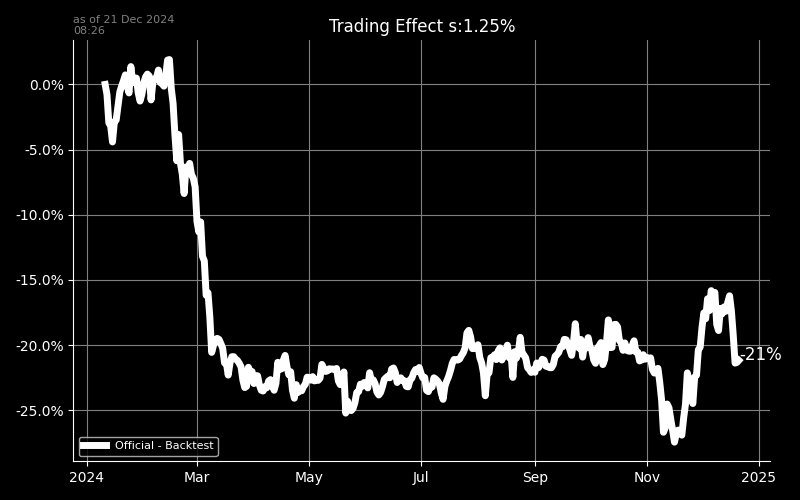 as of 21 Dec 2024
08:26
Trading Effect s:1.25%
0.0%
-5.0%
-10.0%
-15.0%
-20.0%
-25.0%
-21%
Official - Backtest
2024 Mar May Jul Sep Nov 2025